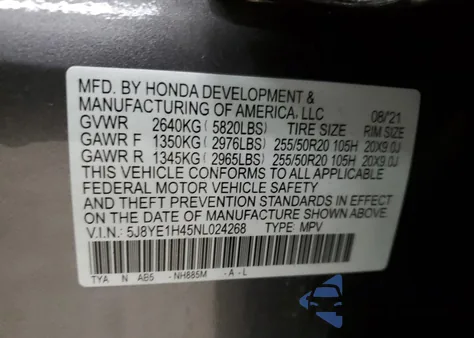 MFD. BY HONDA DEVELOPMENT &
MANUFACTURING OF AMERICA, LLC 08/'21
GVWR 2640KG ( 5820LBS) TIRE SIZE RIM SIZE
GAWR F 1350KG ( 2976LBS) 255/50R20 105H 20X9.0J
GAWR R 1345KG ( 2965LBS) 255/50R20 105H 20X9.0J
THIS VEHICLE CONFORMS TO ALL APPLICABLE
FEDERAL MOTOR VEHICLE SAFETY
AND THEFT PREVENTION STANDARDS IN EFFECT
ON THE DATE OF MANUFACTURE SHOWN ABOVE.
V.I.N.: 5J8YE1H45NL024268 TYPE: MPV
TYA N AB5 - NH885M - A - L